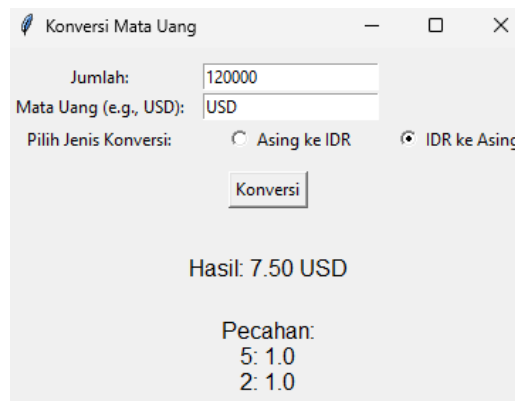 Konversi Mata Uang
Jumlah: 120000
Mata Uang (e.g., USD): USD
Pilih Jenis Konversi: Asing ke IDR IDR ke Asing
Konversi
Hasil: 7.50 USD
Pecahan:
5: 1.0
2: 1.0